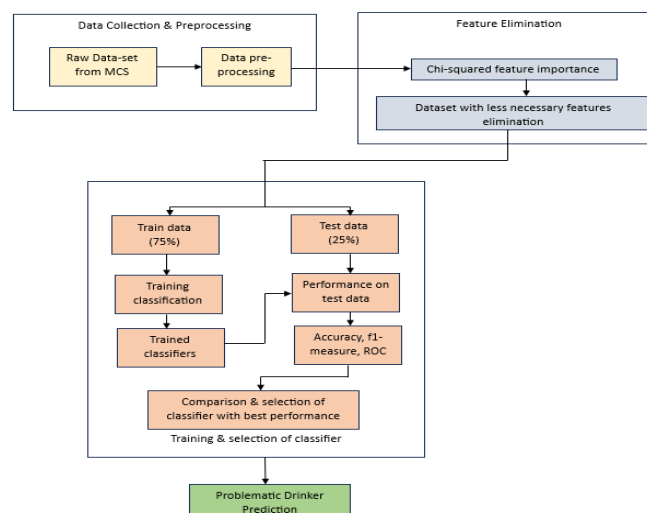 Data Collection & Preprocessing
Raw Data-set
from MCS
Data pre-
processing
Feature Elimination
Chi-squared feature importance
Dataset with less necessary features
elimination
Train data
(75%)
Test data
(25%)
Training
classification
Performance on
test data
Trained
classifiers
Accuracy, f1-
measure, ROC
Comparison & selection of
classifier with best performance
Training & selection of classifier
Problematic Drinker
Prediction